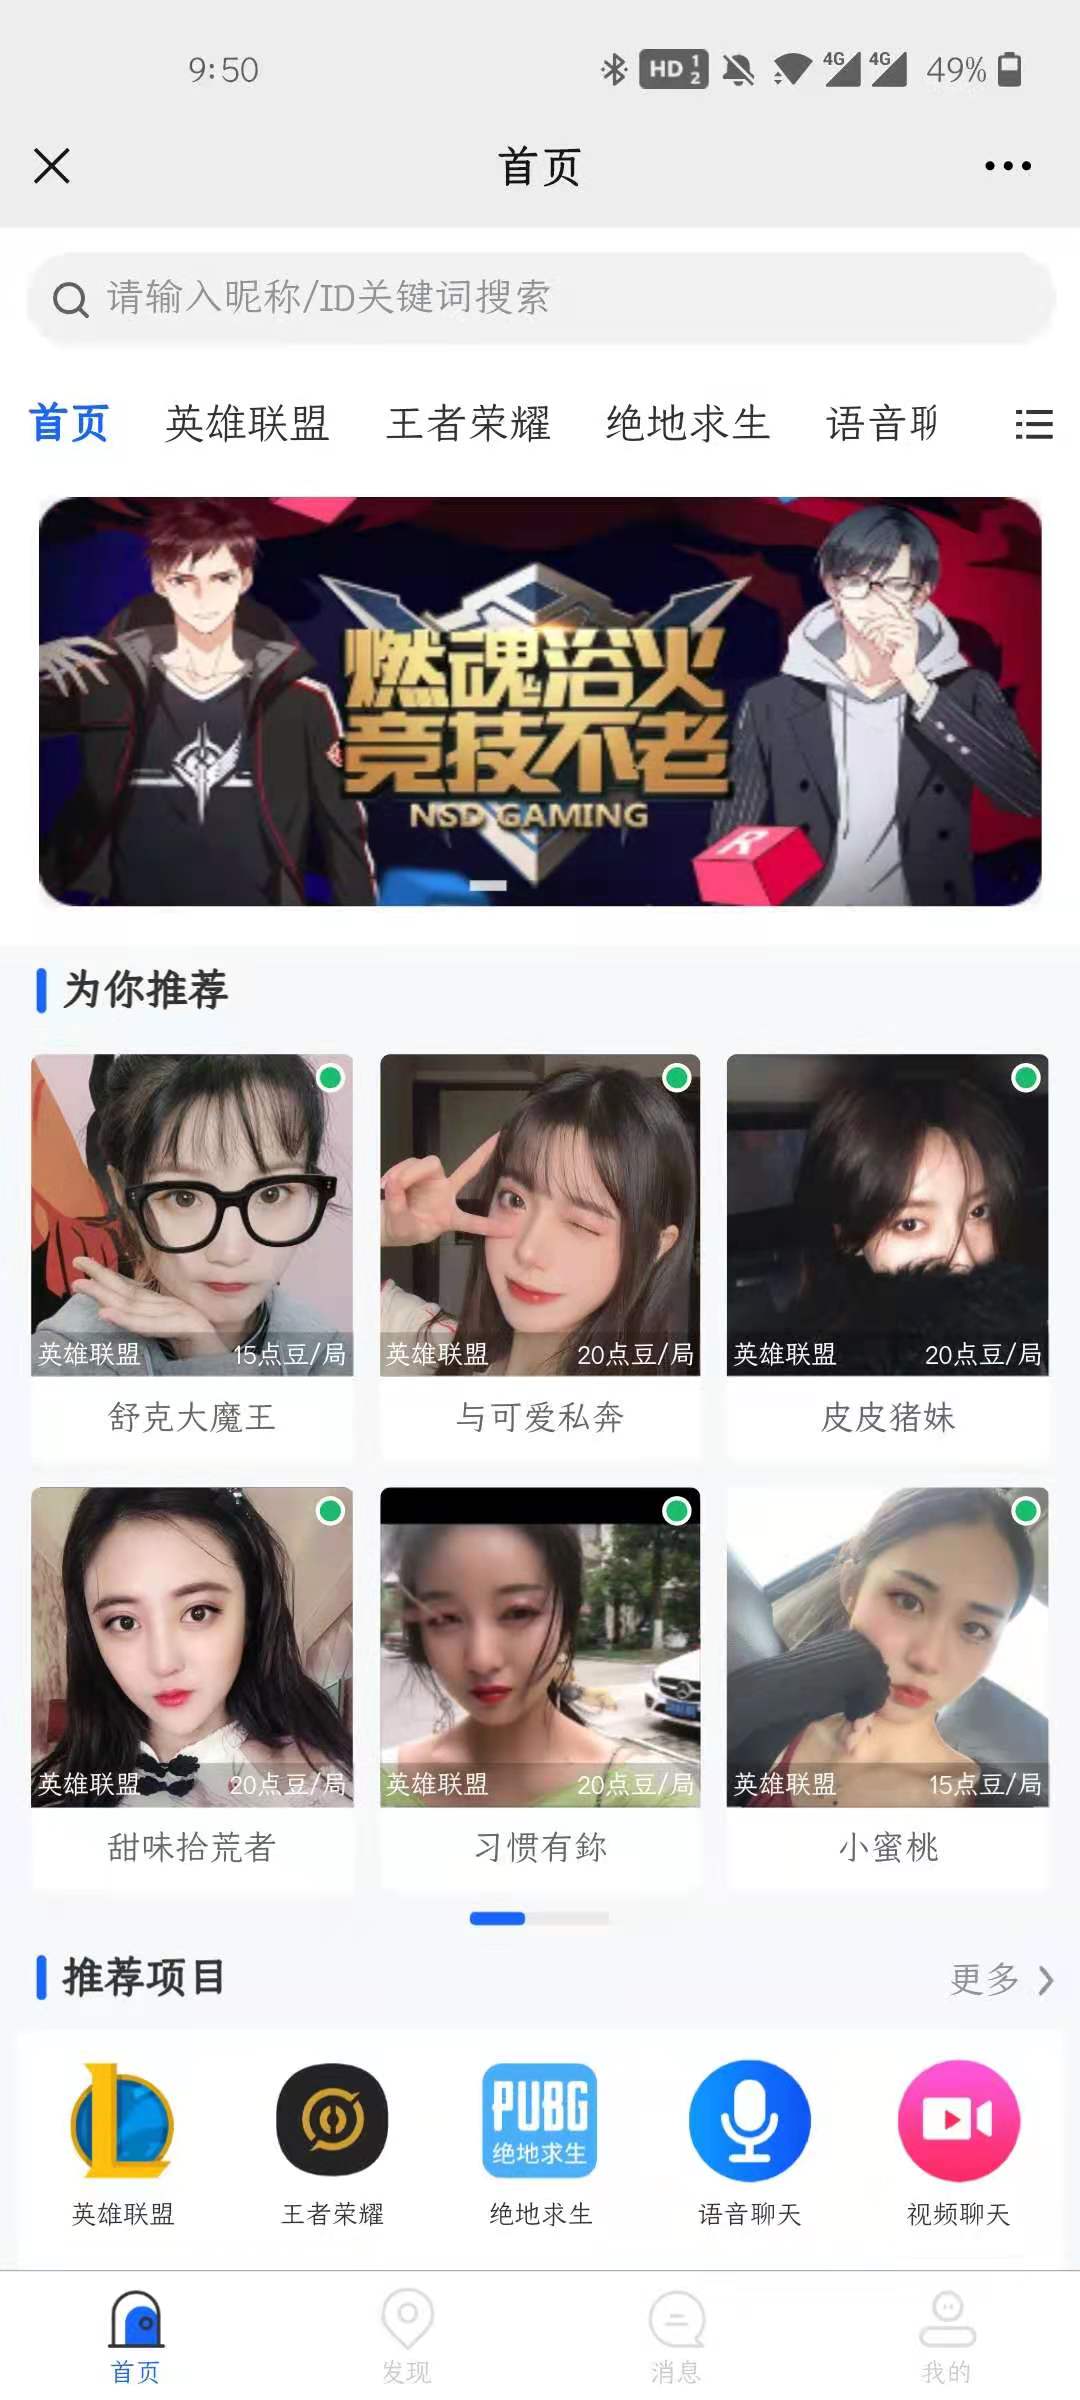 9:50
HD 1 2
4G
4G
49%
首页
请输入昵称/ID关键词搜索
首页 英雄联盟 王者荣耀 绝地求生 语音聊
燃魂浴火
竞技不老
NSD GAMING
R
为你推荐
英雄联盟 15点豆/局
英雄联盟 20点豆/局
英雄联盟 20点豆/局
舒克大魔王
与可爱私奔
皮皮猪妹
英雄联盟 20点豆/局
英雄联盟 20点豆/局
英雄联盟 15点豆/局
甜味拾荒者
习惯有鉨
小蜜桃
推荐项目
更多
PUBG
绝地求生
英雄联盟
王者荣耀
绝地求生
语音聊天
视频聊天
首页
发现
消息
我的